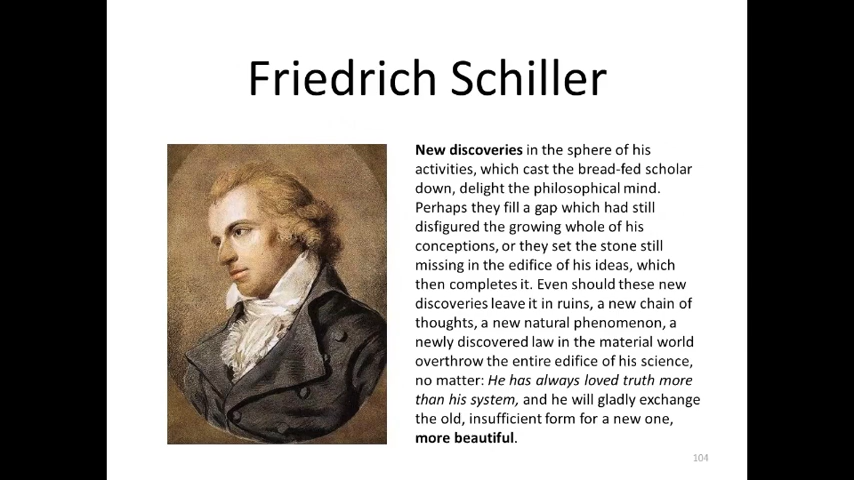 Friedrich Schiller
New discoveries in the sphere of his
activities, which cast the bread-fed scholar
down, delight the philosophical mind.
Perhaps they fill a gap which had still
disfigured the growing whole of his
conceptions, or they set the stone still
missing in the edifice of his ideas, which
then completes it. Even should these new
discoveries leave it in ruins, a new chain of
thoughts, a new natural phenomenon, a
newly discovered law in the material world
overthrow the entire edifice of his science,
no matter: He has always loved truth more
than his system, and he will gladly exchange
the old, insufficient form for a new one,
more beautiful.
104